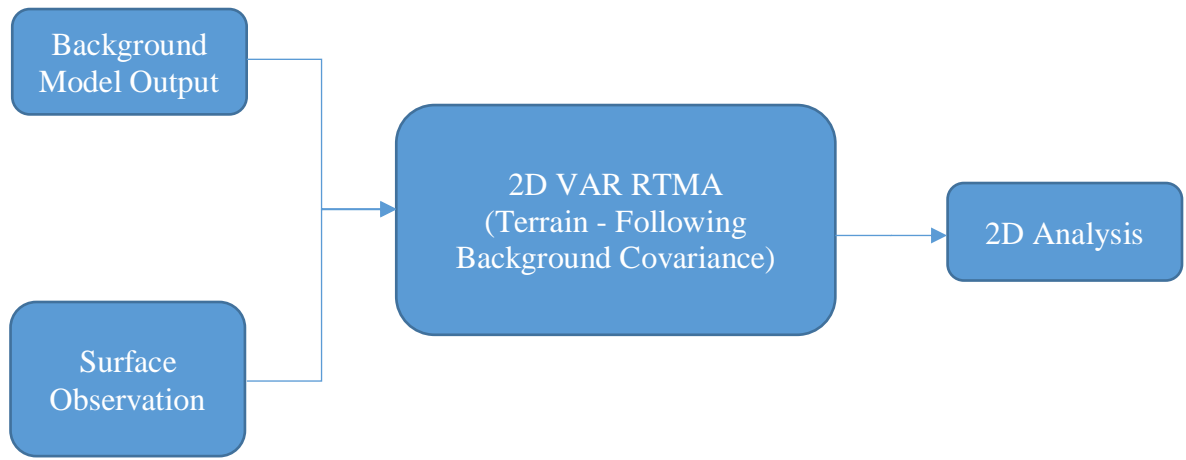 Background
Model Output
Surface
Observation
2D VAR RTMA
(Terrain - Following
Background Covariance)
2D Analysis